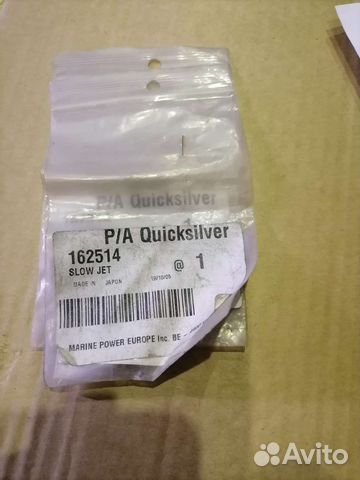 P/A Quicksilver
P/A Quicksilver
162514
SLOW JET
@ 1
MADE IN JAPAN
MARINE POWER EUROPE Inc. BE
Avito